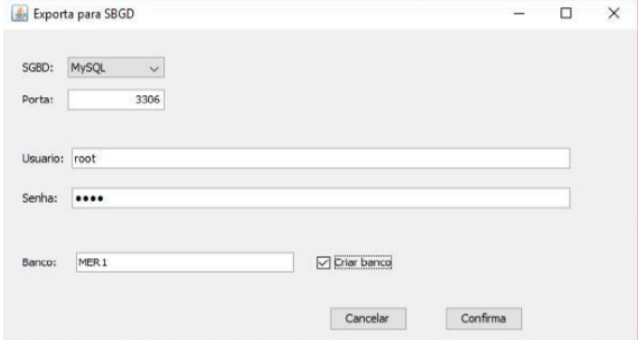 Exporta para SBGD
SGBD: MySQL
Porta: 3306
Usuario: root
Senha: ••••
Banco: MER1 Criar banco
Cancelar Confirma